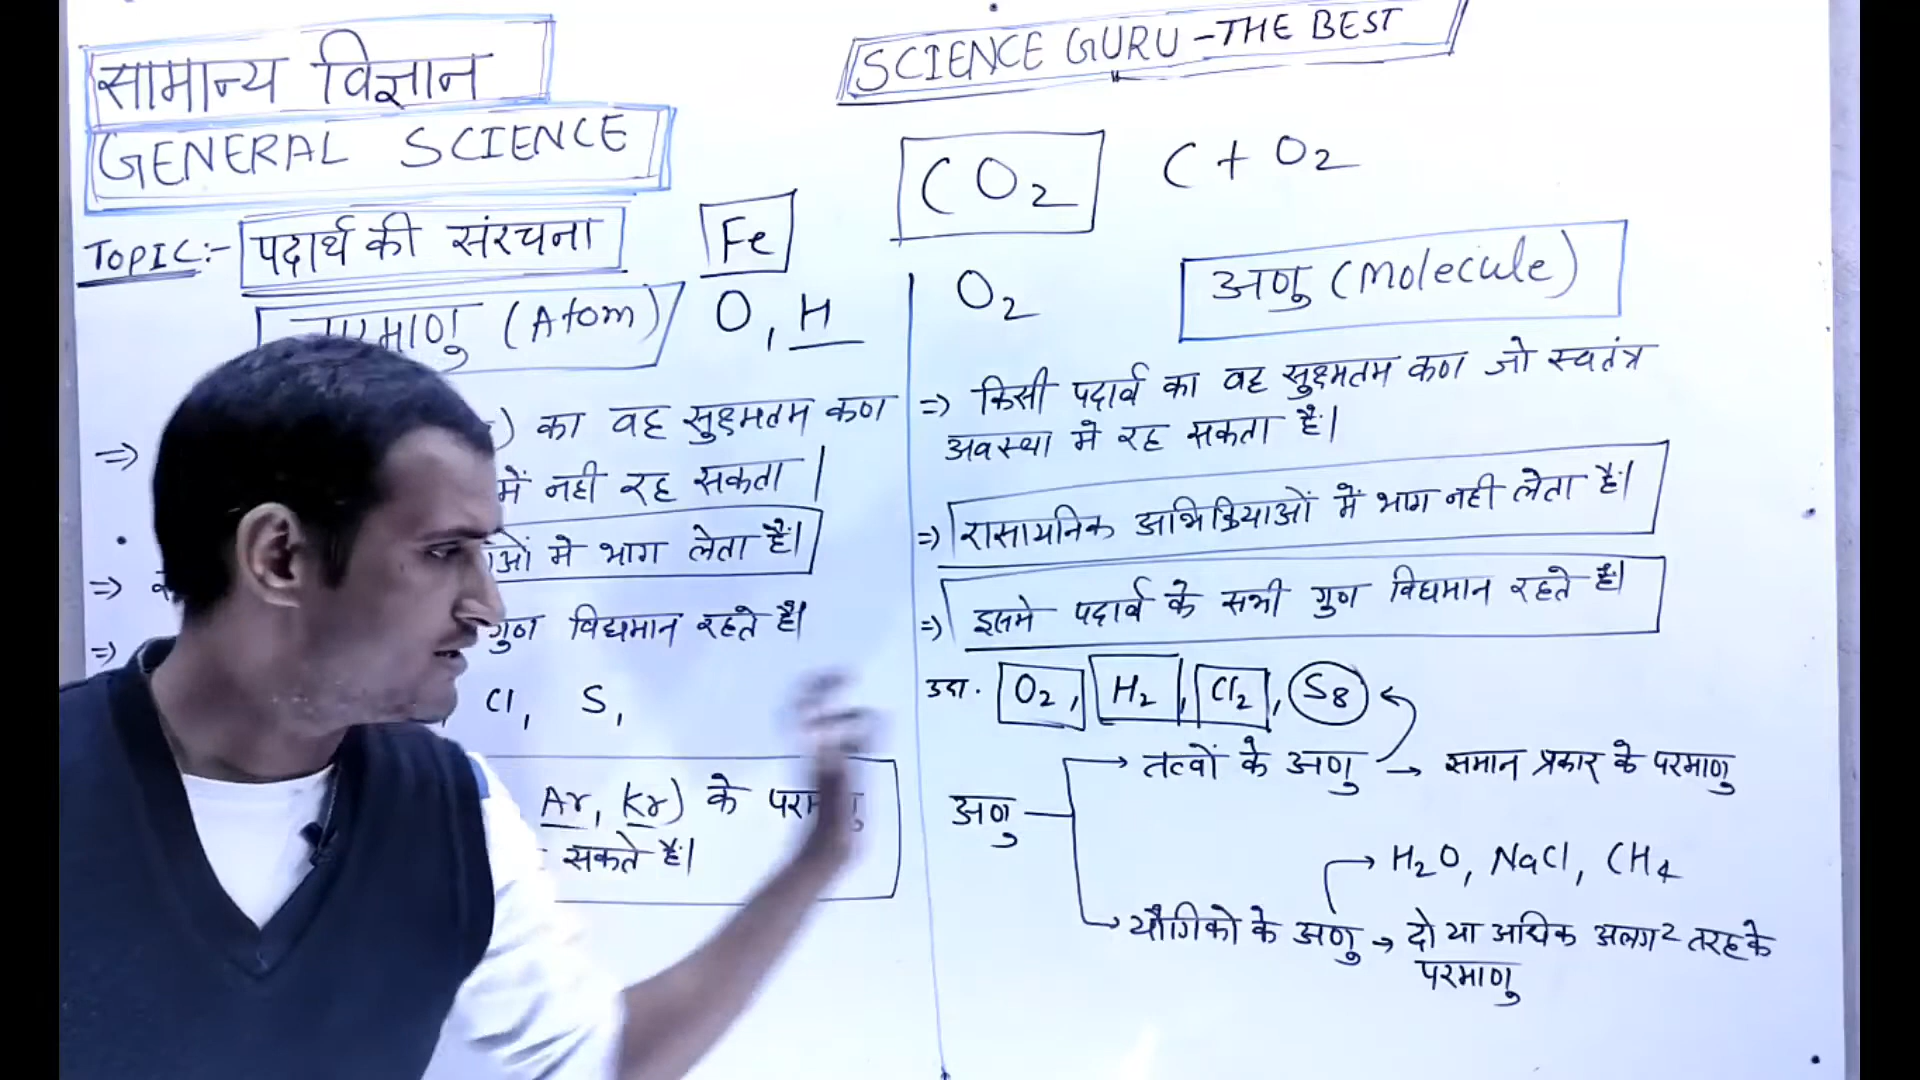 सामान्य विज्ञान
GENERAL SCIENCE
TOPIC:- पदार्थ की संरचना
Fe
(Atom)
O, H
) का वह सुक्ष्मतम कण
में नही रह सकता |
ओं मे भाग लेता है|
गुण विद्यमान रहते है|
Cl, S,
Ar, Kr) के
सकते है|
SCIENCE GURU - THE BEST
CO2 C + O2
O2
अणु (Molecule)
=> किसी पदार्थ का वह सुक्ष्मतम कण जो स्वतंत्र
अवस्था मे रह सकता है|
=> रासायनिक अभिक्रियाओं में भाग नही लेता है|
=> इसमे पदार्थ के सभी गुण विद्यमान रहते है|
उदा. O2, H2, Cl2, S8
तत्वों के अणु → समान प्रकार के परमाणु
अणु
→ H2O, NaCl, CH4
यौगिको के अणु → दो या अधिक अलग2 तरह के
परमाणु